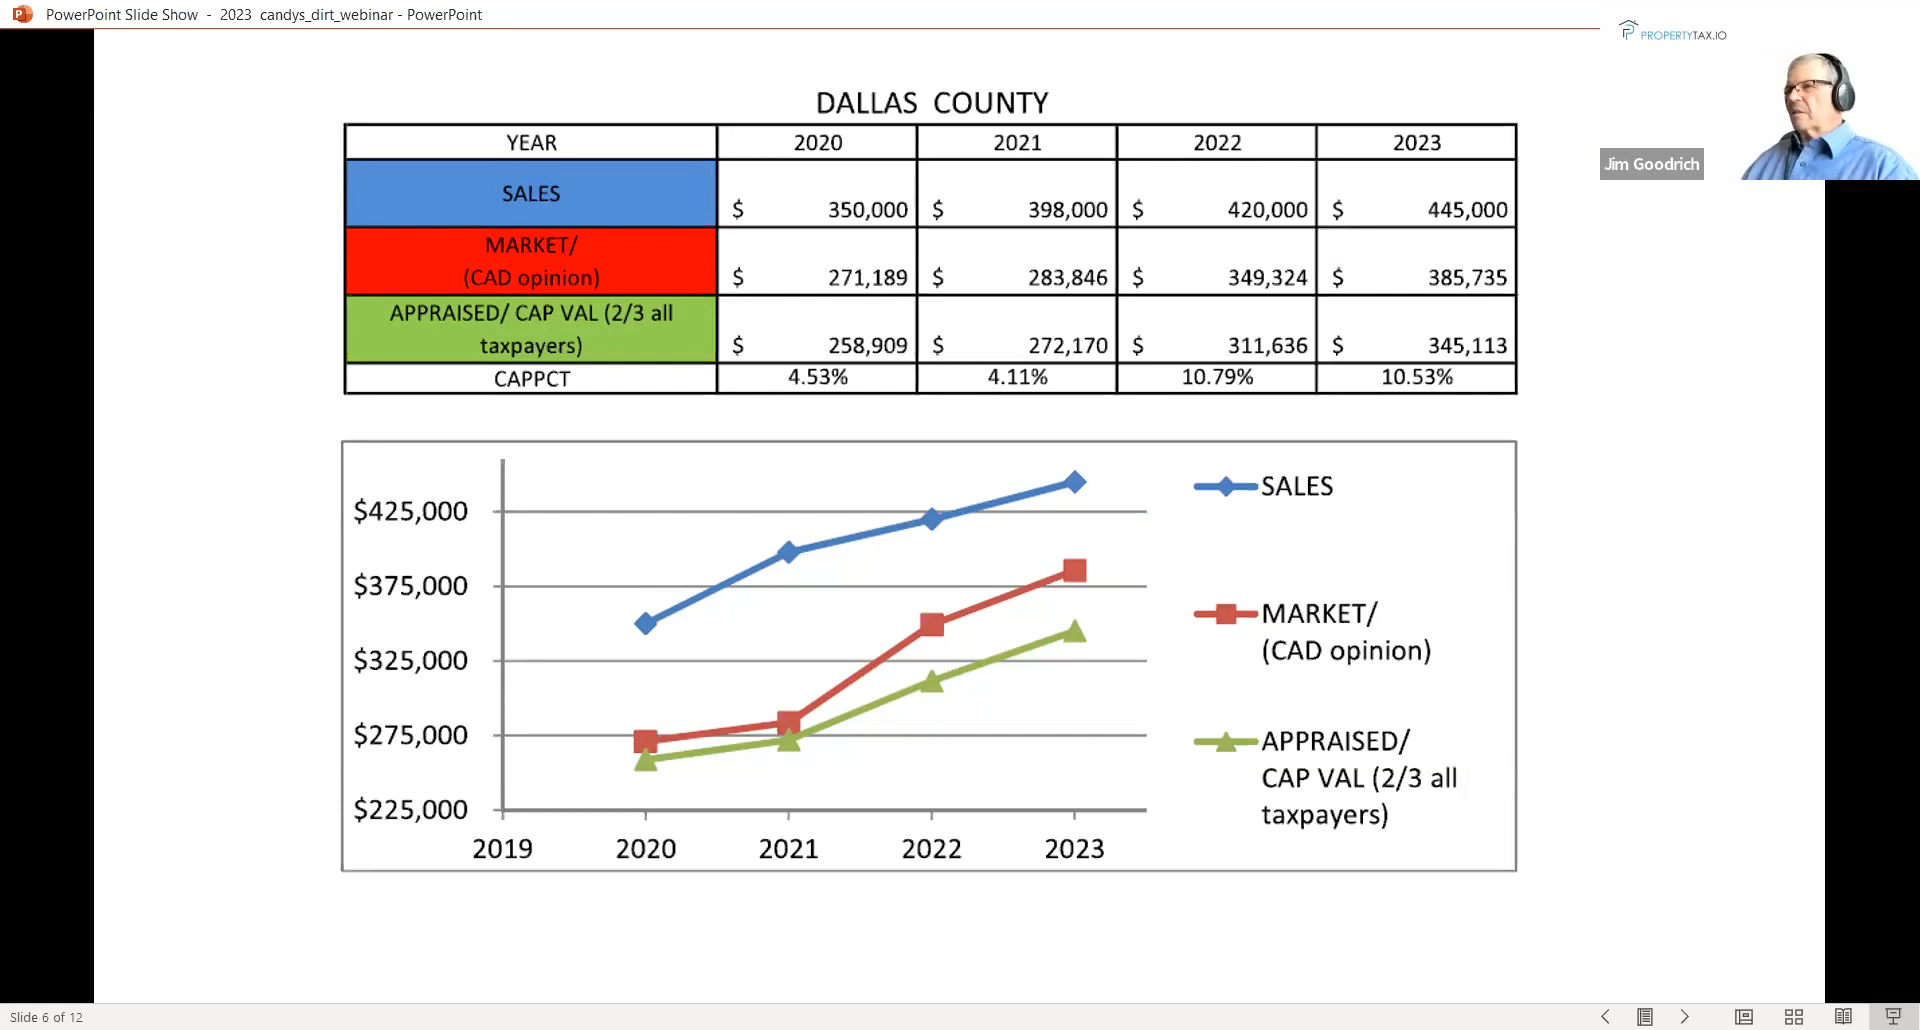 PowerPoint Slide Show - 2023 candys_dirt_webinar - PowerPoint
PROPERTYTAX.IO
Jim Goodrich
DALLAS COUNTY
YEAR 2020 2021 2022 2023
SALES $ 350,000 $ 398,000 $ 420,000 $ 445,000
MARKET/
(CAD opinion) $ 271,189 $ 283,846 $ 349,324 $ 385,735
APPRAISED/ CAP VAL (2/3 all
taxpayers) $ 258,909 $ 272,170 $ 311,636 $ 345,113
CAPPCT 4.53% 4.11% 10.79% 10.53%
$425,000
$375,000
$325,000
$275,000
$225,000
2019 2020 2021 2022 2023
SALES
MARKET/
(CAD opinion)
APPRAISED/
CAP VAL (2/3 all
taxpayers)
Slide 6 of 12